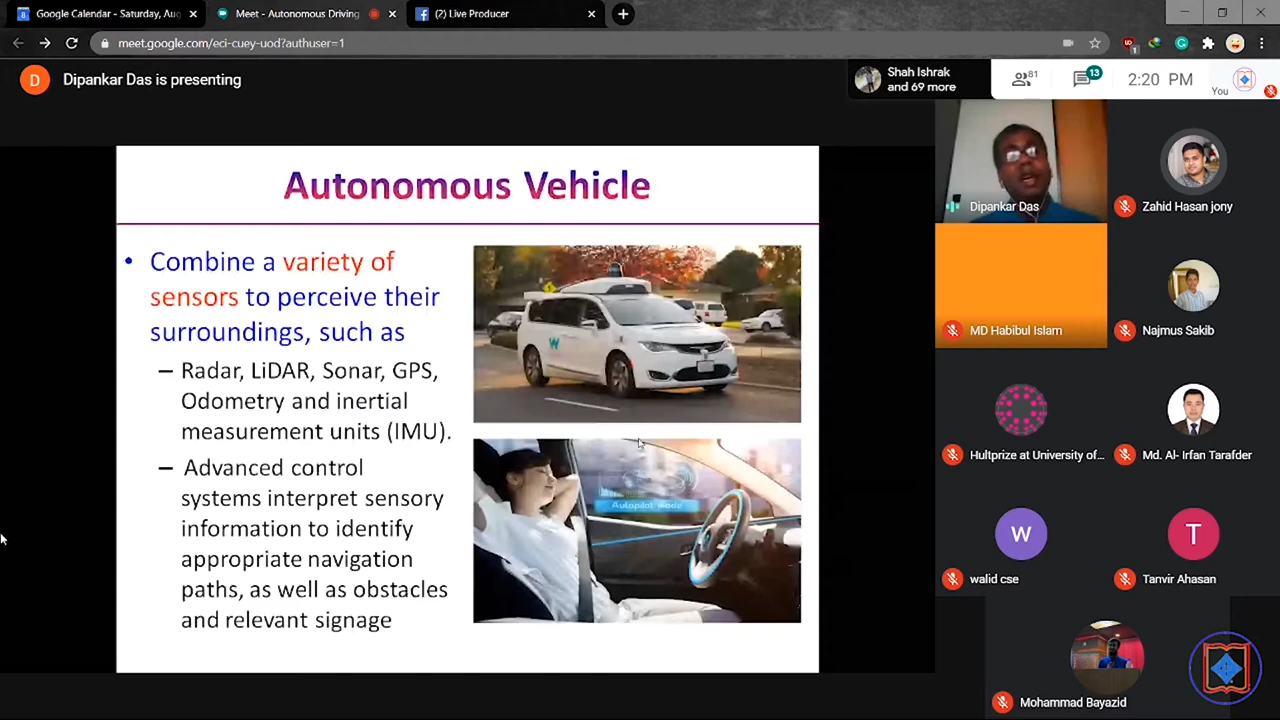 Google Calendar - Saturday, Aug
Meet - Autonomous Driving
(2) Live Producer
meet.google.com/eci-cuey-uod?authuser=1
D
Dipankar Das is presenting
Shah Ishrak
and 69 more
81
13
2:20 PM
You
Autonomous Vehicle
• Combine a variety of
sensors to perceive their
surroundings, such as
– Radar, LiDAR, Sonar, GPS,
Odometry and inertial
measurement units (IMU).
– Advanced control
systems interpret sensory
information to identify
appropriate navigation
paths, as well as obstacles
and relevant signage
W
Autopilot mode
Dipankar Das
Zahid Hasan jony
MD Habibul Islam
Najmus Sakib
Hultprize at University of...
Md. Al- Irfan Tarafder
W
walid cse
T
Tanvir Ahasan
Mohammad Bayazid